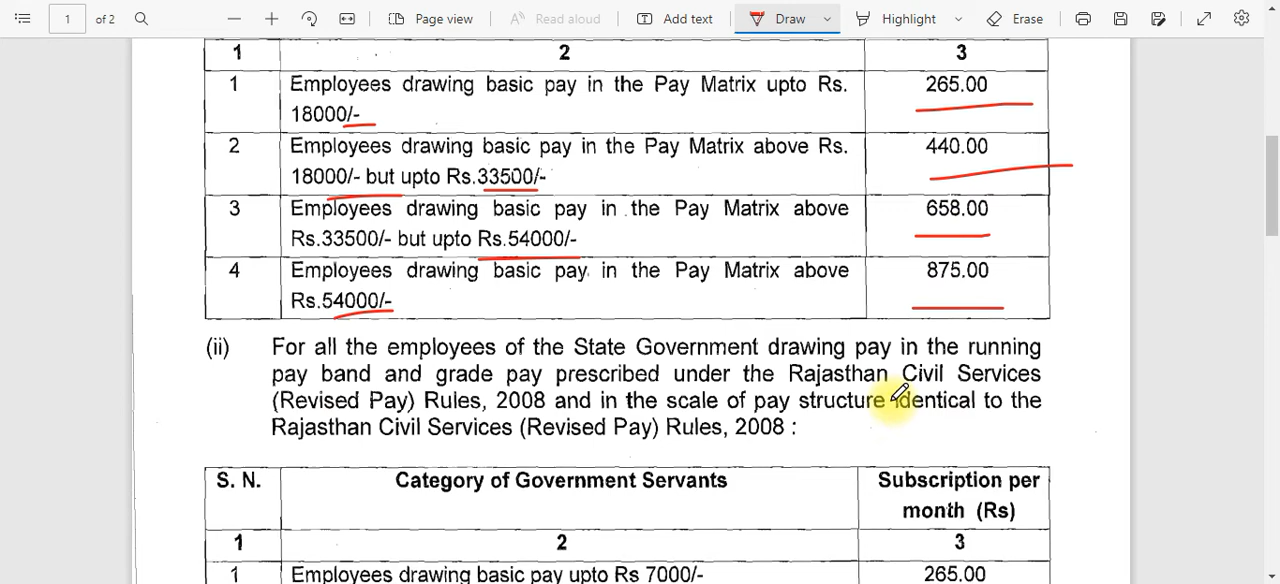 1 of 2 Page view Read aloud Add text Draw Highlight Erase
1 2 3
1 Employees drawing basic pay in the Pay Matrix upto Rs. 265.00
18000/-
2 Employees drawing basic pay in the Pay Matrix above Rs. 440.00
18000/- but upto Rs.33500/-
3 Employees drawing basic pay in the Pay Matrix above 658.00
Rs.33500/- but upto Rs.54000/-
4 Employees drawing basic pay in the Pay Matrix above 875.00
Rs.54000/-
(ii) For all the employees of the State Government drawing pay in the running
pay band and grade pay prescribed under the Rajasthan Civil Services
(Revised Pay) Rules, 2008 and in the scale of pay structure identical to the
Rajasthan Civil Services (Revised Pay) Rules, 2008 :
S. N. Category of Government Servants Subscription per
month (Rs)
1 2 3
1 Employees drawing basic pay upto Rs 7000/- 265.00